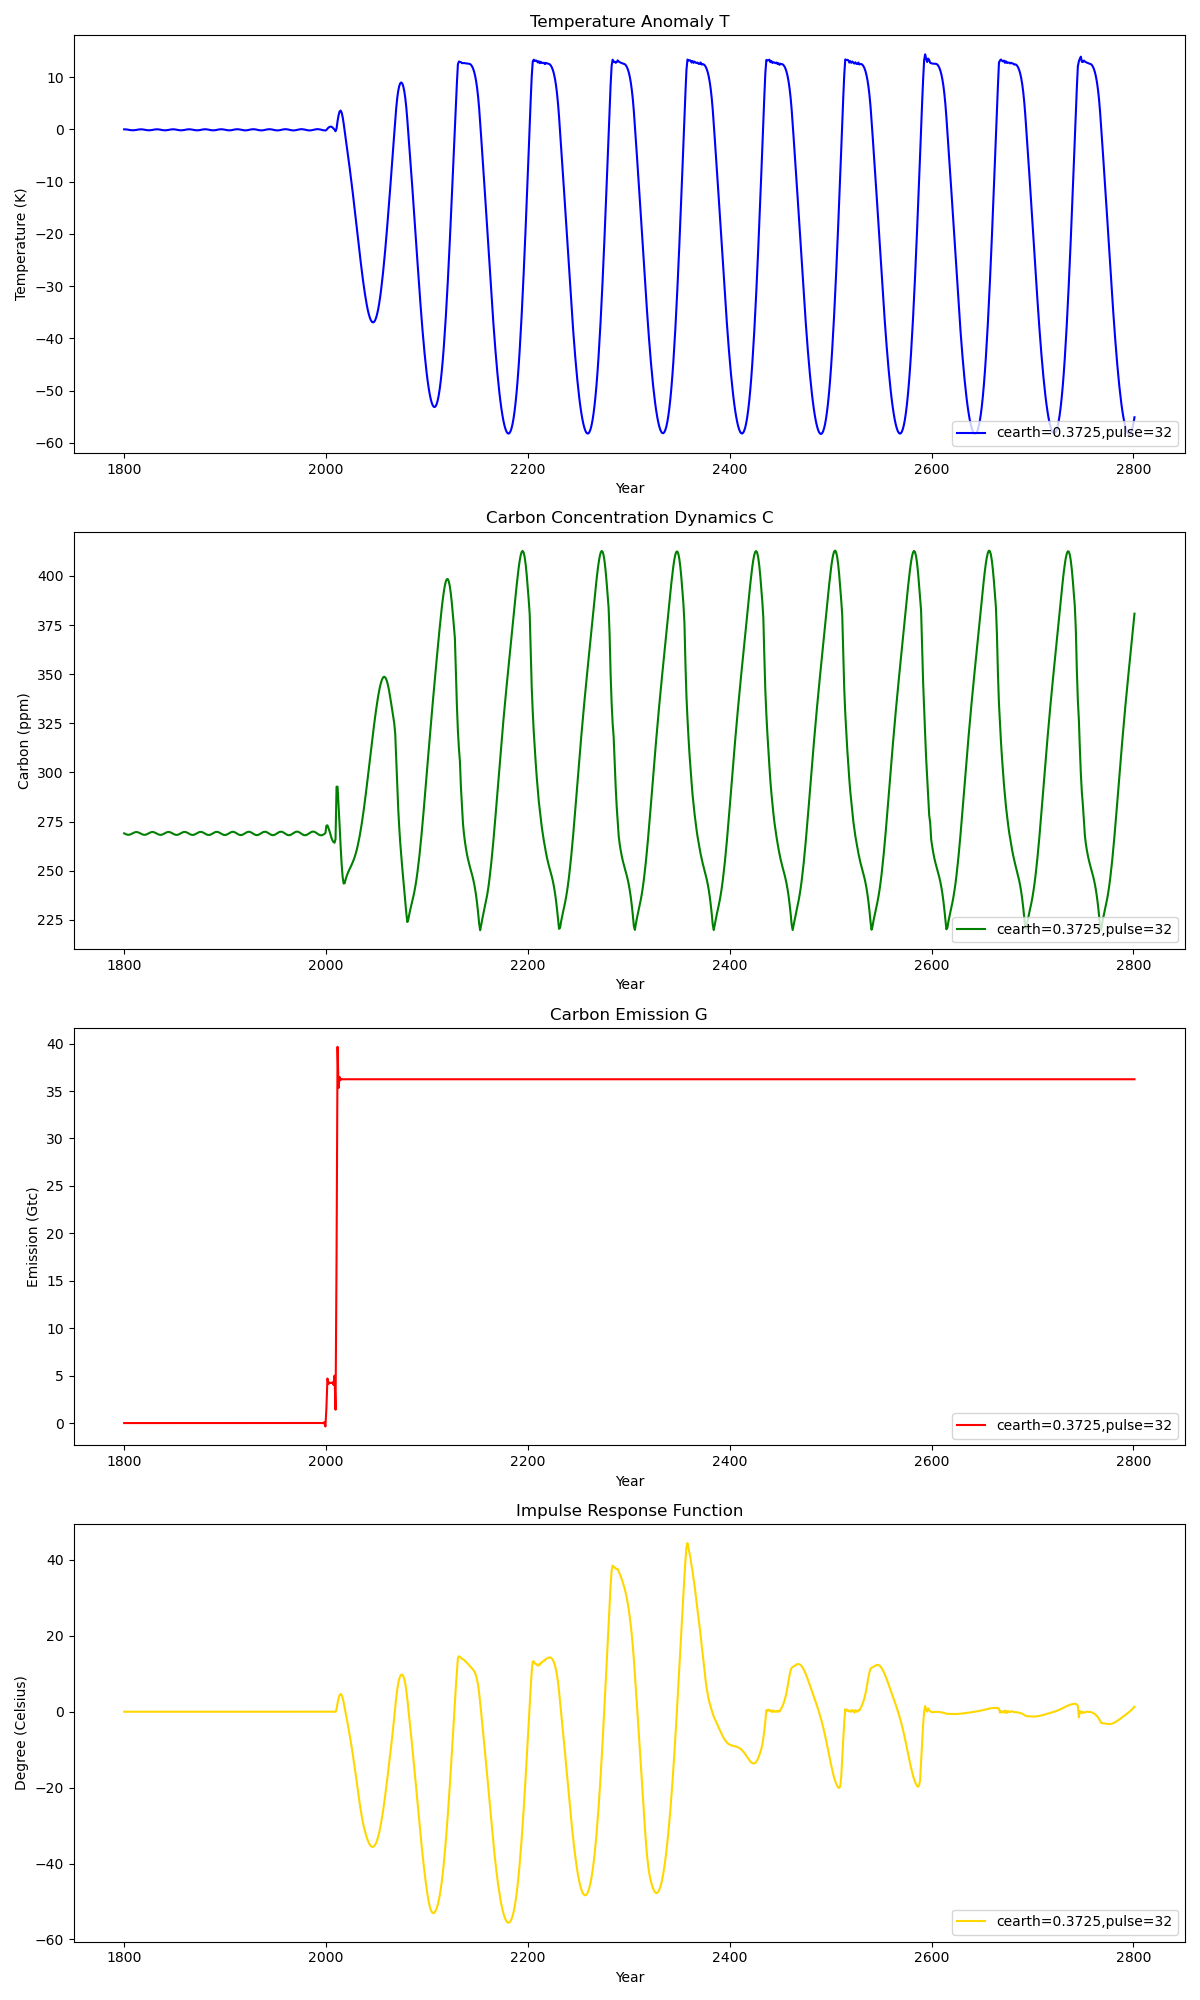 Temperature Anomaly T
10
0
−10
−20
−30
−40
−50
−60
Temperature (K)
cearth=0.3725,pulse=32
1800 2000 2200 2400 2600 2800
Year
Carbon Concentration Dynamics C
400
375
350
325
300
275
250
225
Carbon (ppm)
cearth=0.3725,pulse=32
1800 2000 2200 2400 2600 2800
Year
Carbon Emission G
40
35
30
25
20
15
10
5
0
Emission (Gtc)
cearth=0.3725,pulse=32
1800 2000 2200 2400 2600 2800
Year
Impulse Response Function
40
20
0
−20
−40
−60
Degree (Celsius)
cearth=0.3725,pulse=32
1800 2000 2200 2400 2600 2800
Year